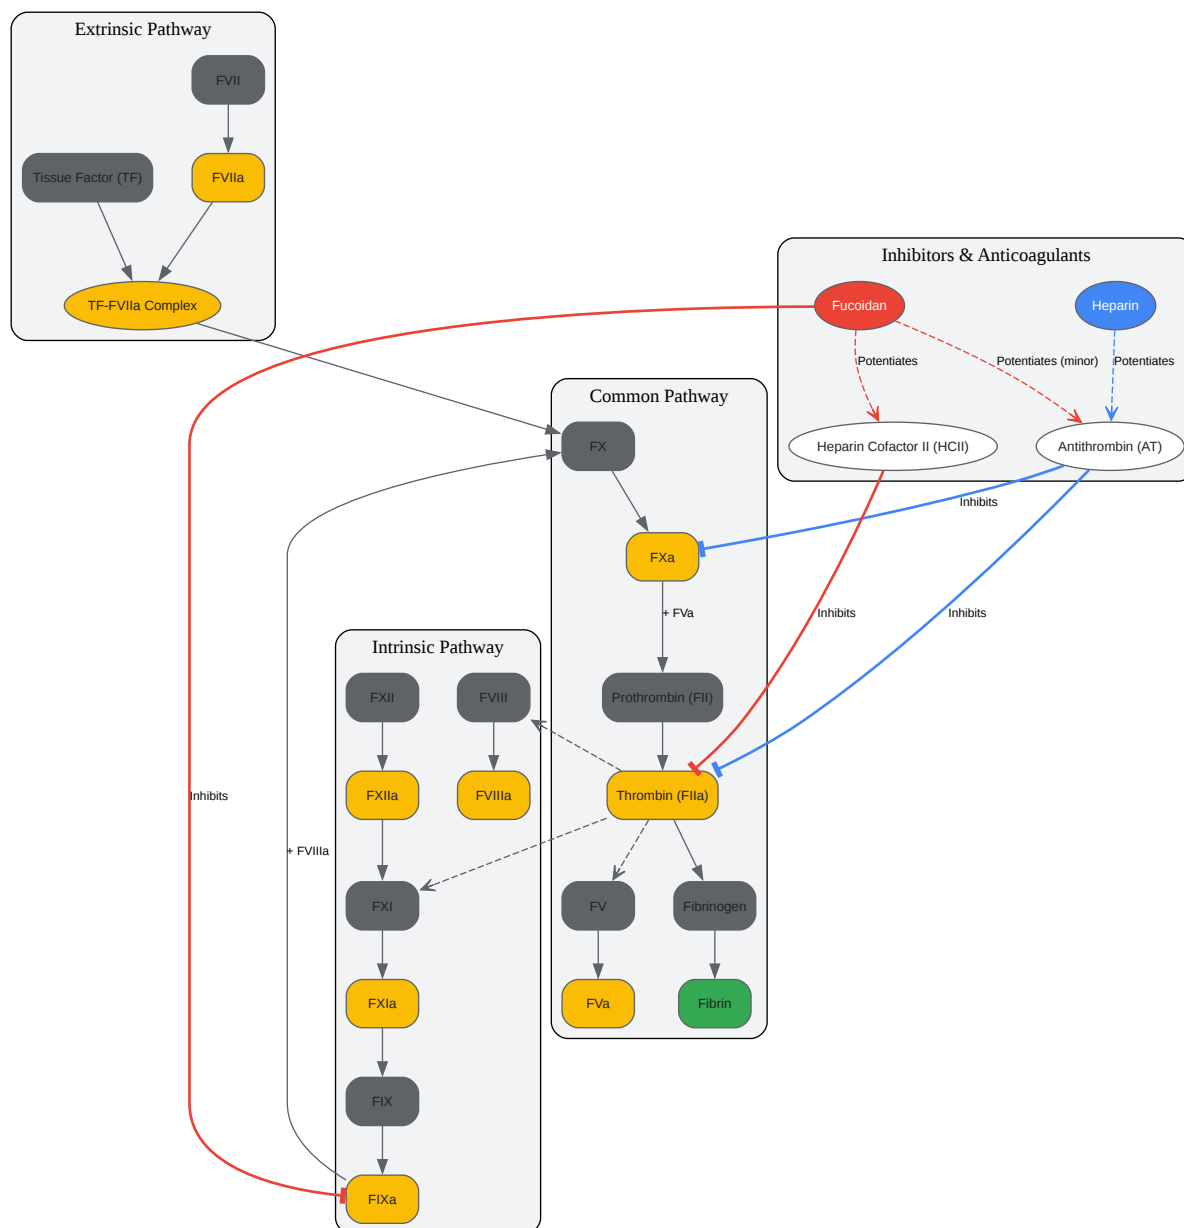 Extrinsic Pathway
FVII
Tissue Factor (TF)
FVIIa
TF-FVIIa Complex
Inhibitors & Anticoagulants
Fucoidan
Heparin
Potentiates
Potentiates (minor)
Potentiates
Heparin Cofactor II (HCII)
Antithrombin (AT)
Common Pathway
FX
Inhibits
FXa
+ FVa
Inhibits
Inhibits
Prothrombin (FII)
Thrombin (FIIa)
FV
Fibrinogen
FVa
Fibrin
Intrinsic Pathway
FXII
FVIII
FXIIa
FVIIIa
Inhibits
+ FVIIIa
FXI
FXIa
FIX
FIXa